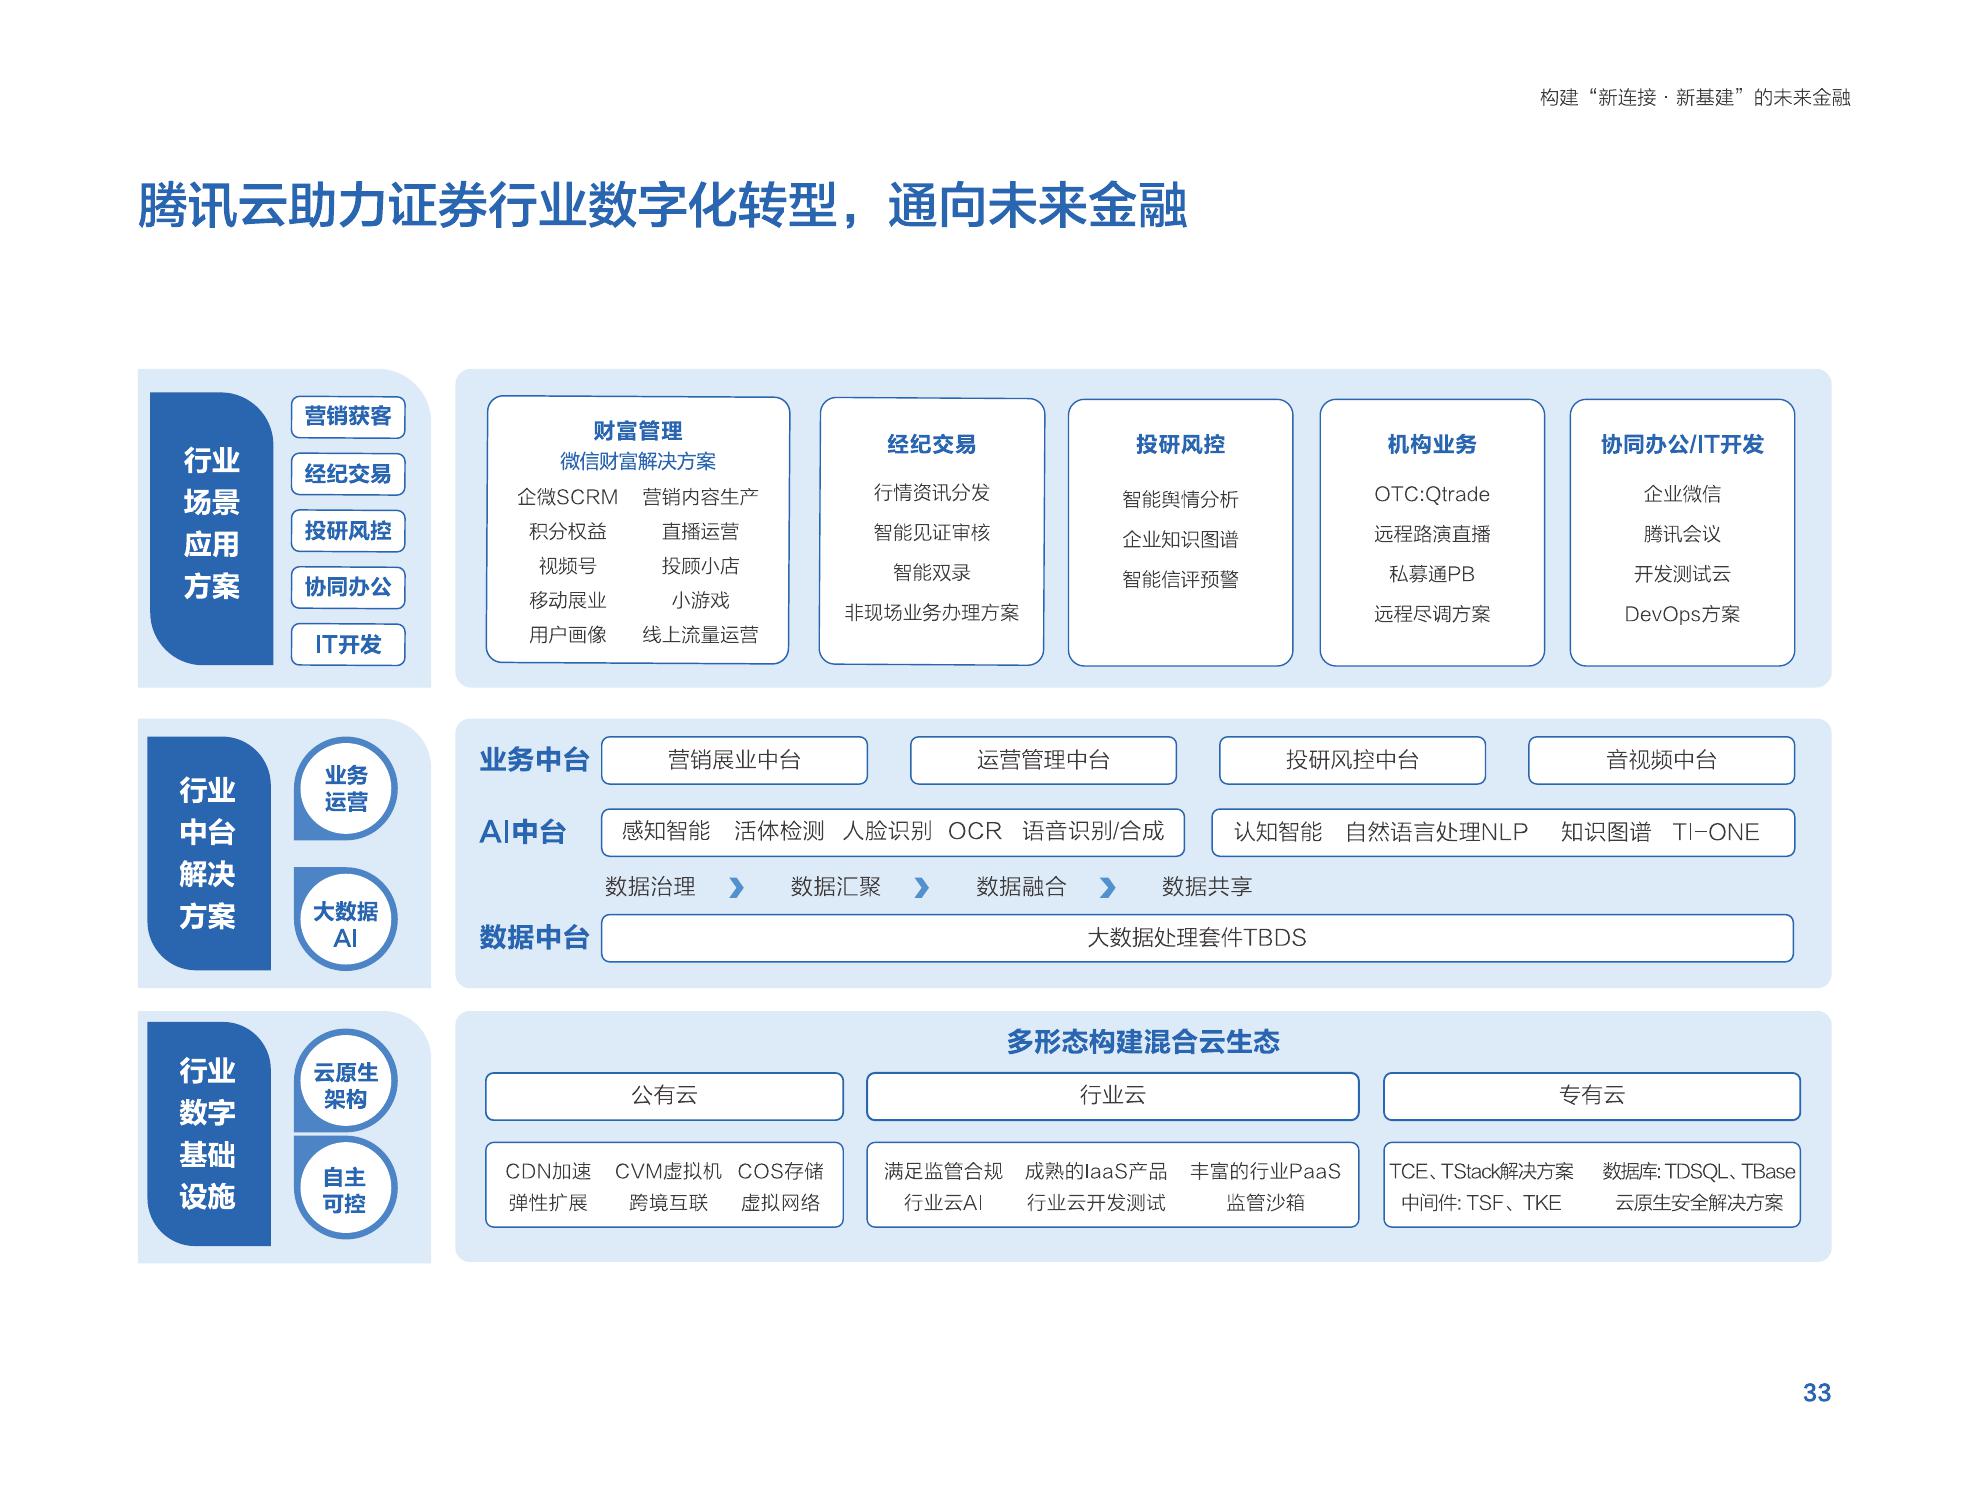 构建“新连接·新基建”的未来金融
腾讯云助力证券行业数字化转型，通向未来金融
行业
场景
应用
方案
营销获客
经纪交易
投研风控
协同办公
IT开发
财富管理
微信财富解决方案
企微SCRM 营销内容生产
积分权益 直播运营
视频号 投顾小店
移动展业 小游戏
用户画像 线上流量运营
经纪交易
行情资讯分发
智能见证审核
智能双录
非现场业务办理方案
投研风控
智能舆情分析
企业知识图谱
智能信评预警
机构业务
OTC:Qtrade
远程路演直播
私募通PB
远程尽调方案
协同办公/IT开发
企业微信
腾讯会议
开发测试云
DevOps方案
行业
中台
解决
方案
业务
运营
大数据
AI
业务中台 营销展业中台 运营管理中台 投研风控中台 音视频中台
AI中台 感知智能 活体检测 人脸识别 OCR 语音识别/合成 认知智能 自然语言处理NLP 知识图谱 TI-ONE
数据治理 数据汇聚 数据融合 数据共享
数据中台 大数据处理套件TBDS
行业
数字
基础
设施
云原生
架构
自主
可控
多形态构建混合云生态
公有云 行业云 专有云
CDN加速 CVM虚拟机 COS存储
弹性扩展 跨境互联 虚拟网络
满足监管合规 成熟的IaaS产品 丰富的行业PaaS
行业云AI 行业云开发测试 监管沙箱
TCE、TStack解决方案 数据库: TDSQL、TBase
中间件: TSF、TKE 云原生安全解决方案
33